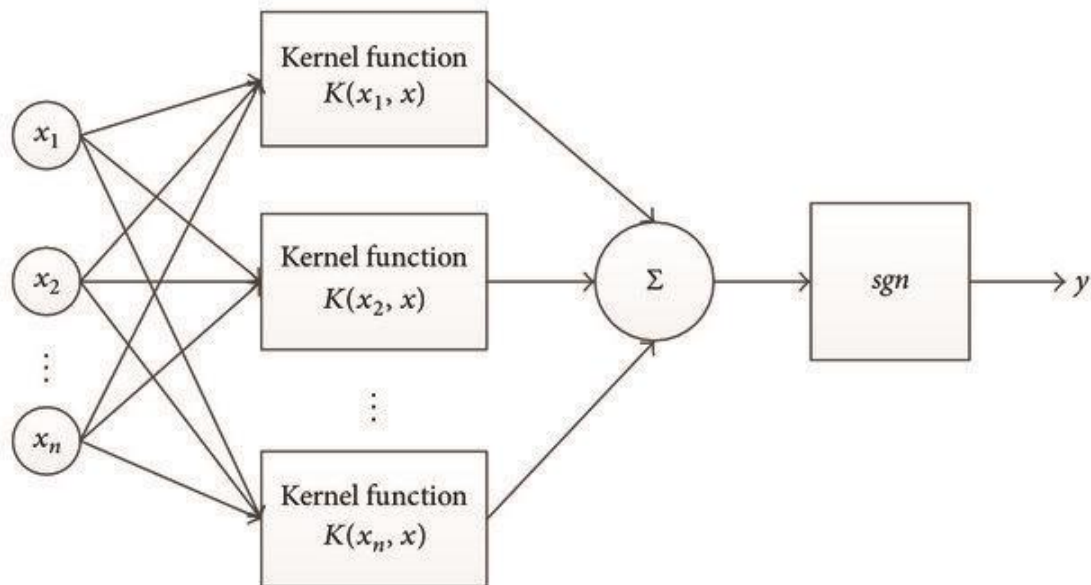 x₁
x₂
⋮
xₙ
Kernel function
K(x₁, x)
Kernel function
K(x₂, x)
⋮
Kernel function
K(xₙ, x)
Σ
sgn
y